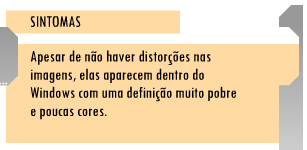 SINTOMAS
Apesar de não haver distorções nas
imagens, elas aparecem dentro do
Windows com uma definição muito pobre
e poucas cores.